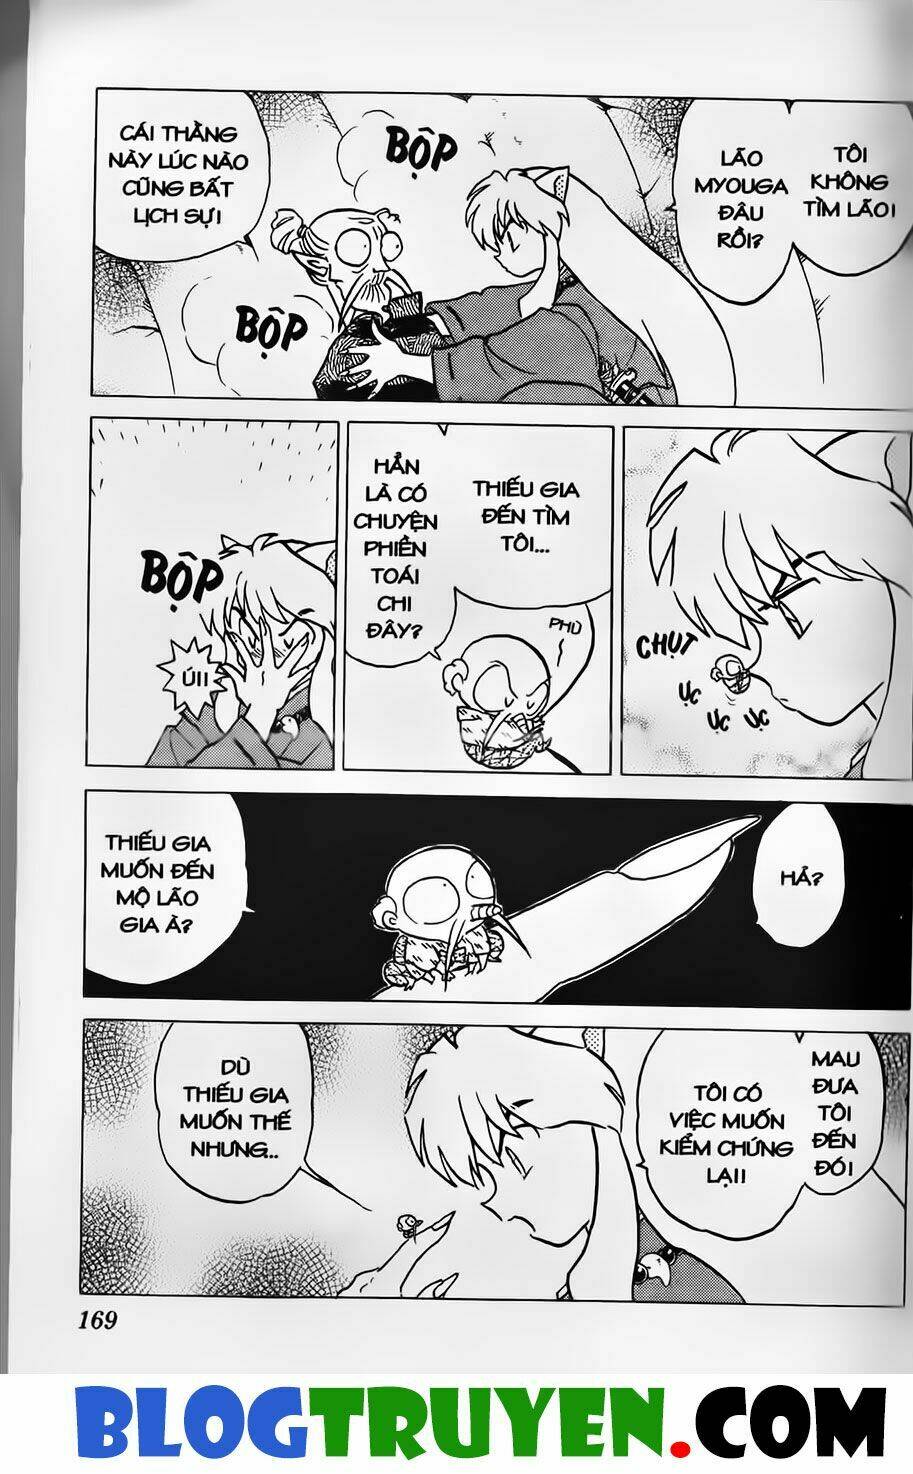 TÔI
KHÔNG
TÌM LÃO!
LÃO
MYOUGA
ĐÂU
RỒI?
BỘP
BỘP
CÁI THẰNG
NÀY LÚC NÀO
CŨNG BẤT
LỊCH SỰ!
CHỤT
ỰC
ỰC
ỰC
THIẾU GIA
ĐẾN TÌM
TÔI...
HẲN
LÀ CÓ
CHUYỆN
PHIỀN
TOÁI
CHI
ĐÂY?
PHÙ
BỘP
ÚI!
HẢ?
THIẾU GIA
MUỐN ĐẾN
MỘ LÃO
GIA À?
MAU
ĐƯA
TÔI
ĐẾN
ĐÓ!
TÔI CÓ
VIỆC MUỐN
KIỂM CHỨNG
LẠI!
DÙ
THIẾU GIA
MUỐN THẾ
NHƯNG...
169
BLOGTRUYEN.COM